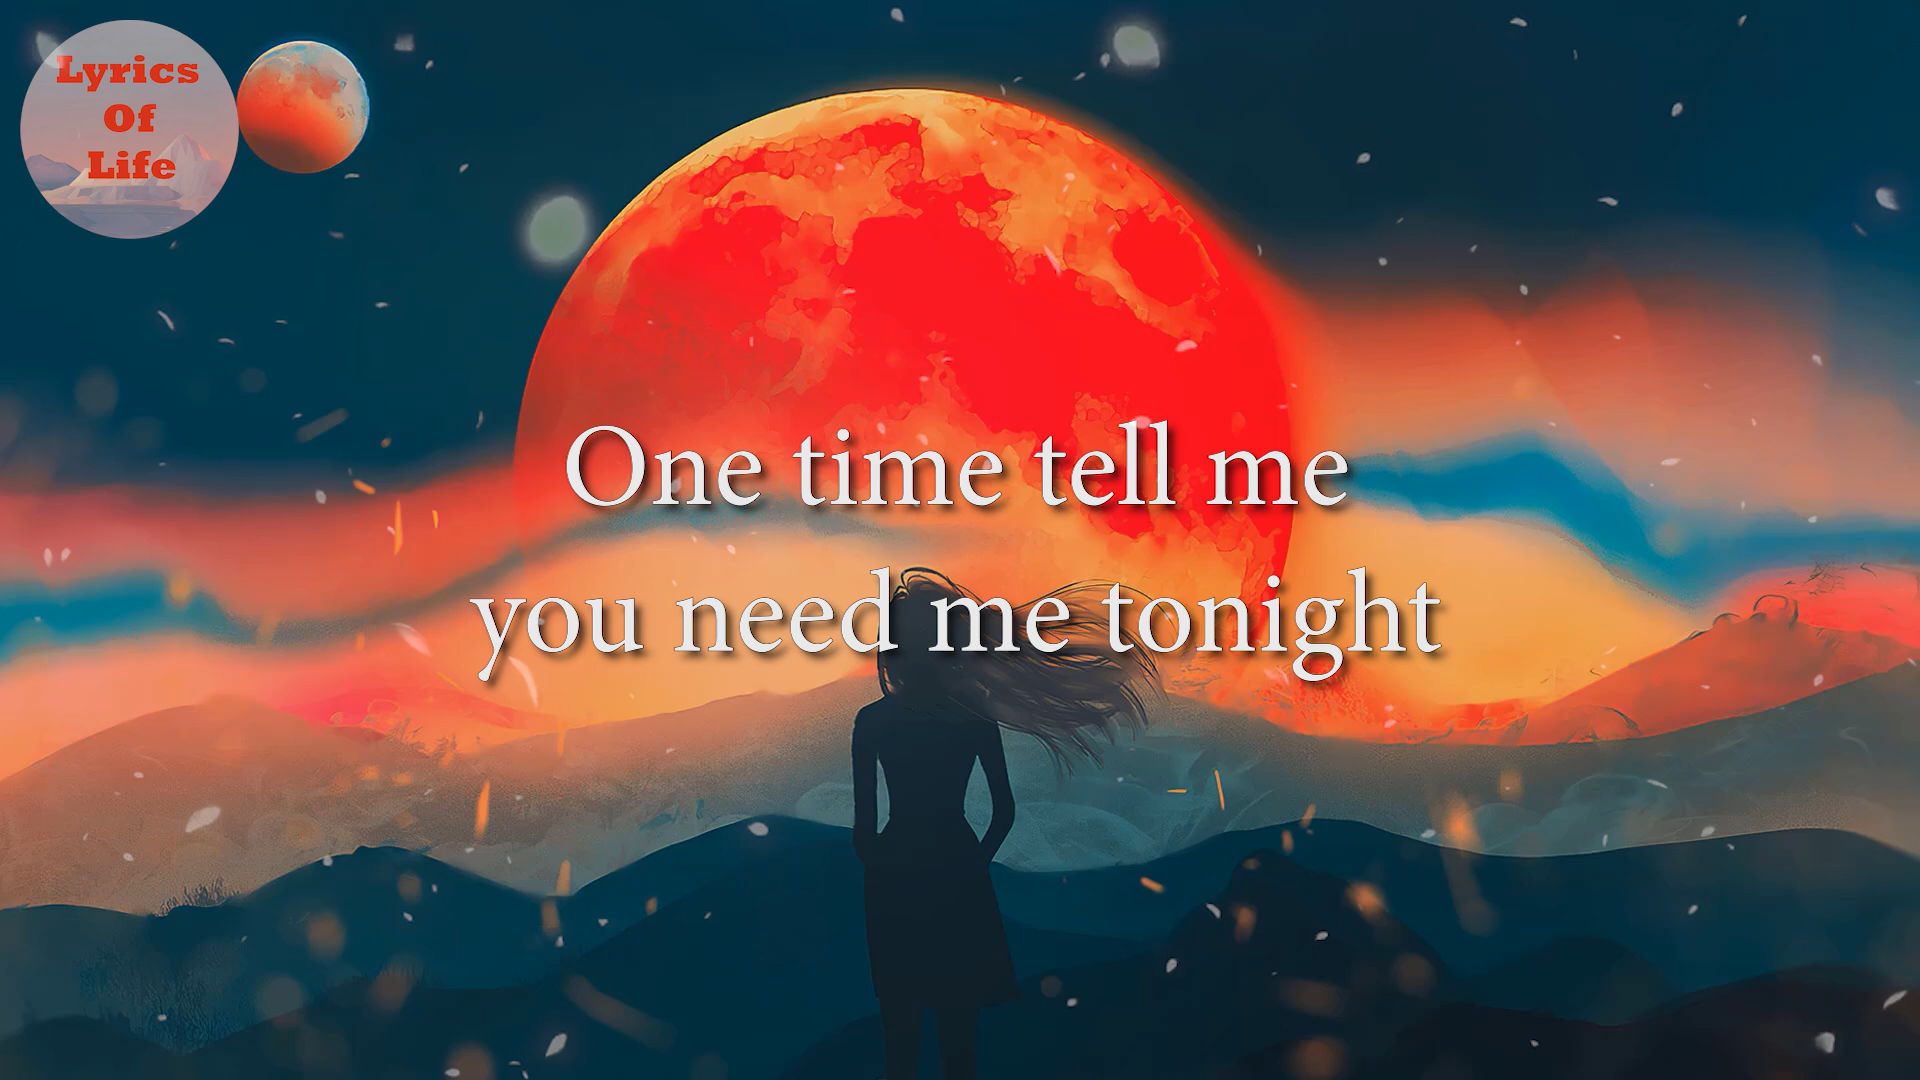 Lyrics
Of
Life
One time tell me
you need me tonight